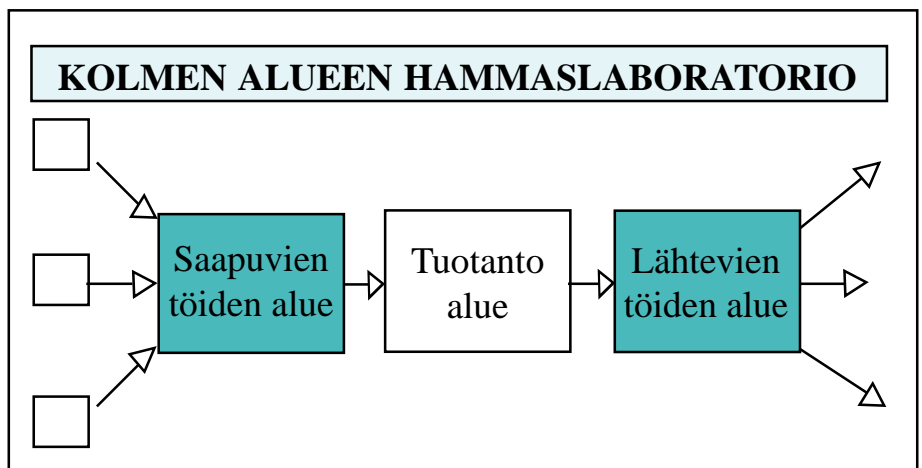 KOLMEN ALUEEN HAMMASLABORATORIO
Saapuvien
töiden alue
Tuotanto
alue
Lähtevien
töiden alue